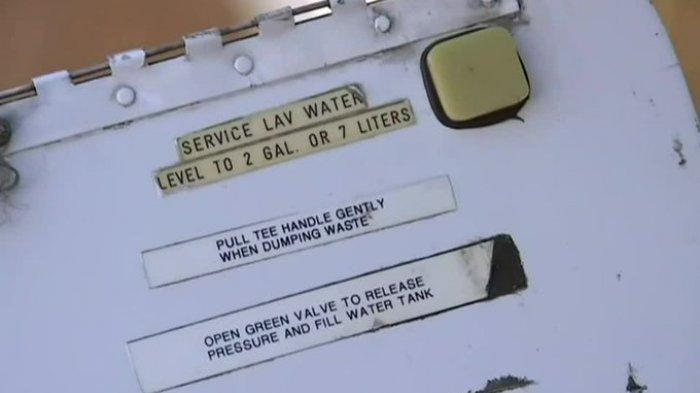 SERVICE LAV WATER
LEVEL TO 2 GAL. OR 7 LITERS
PULL TEE HANDLE GENTLY
WHEN DUMPING WASTE
OPEN GREEN VALVE TO RELEASE
PRESSURE AND FILL WATER TANK